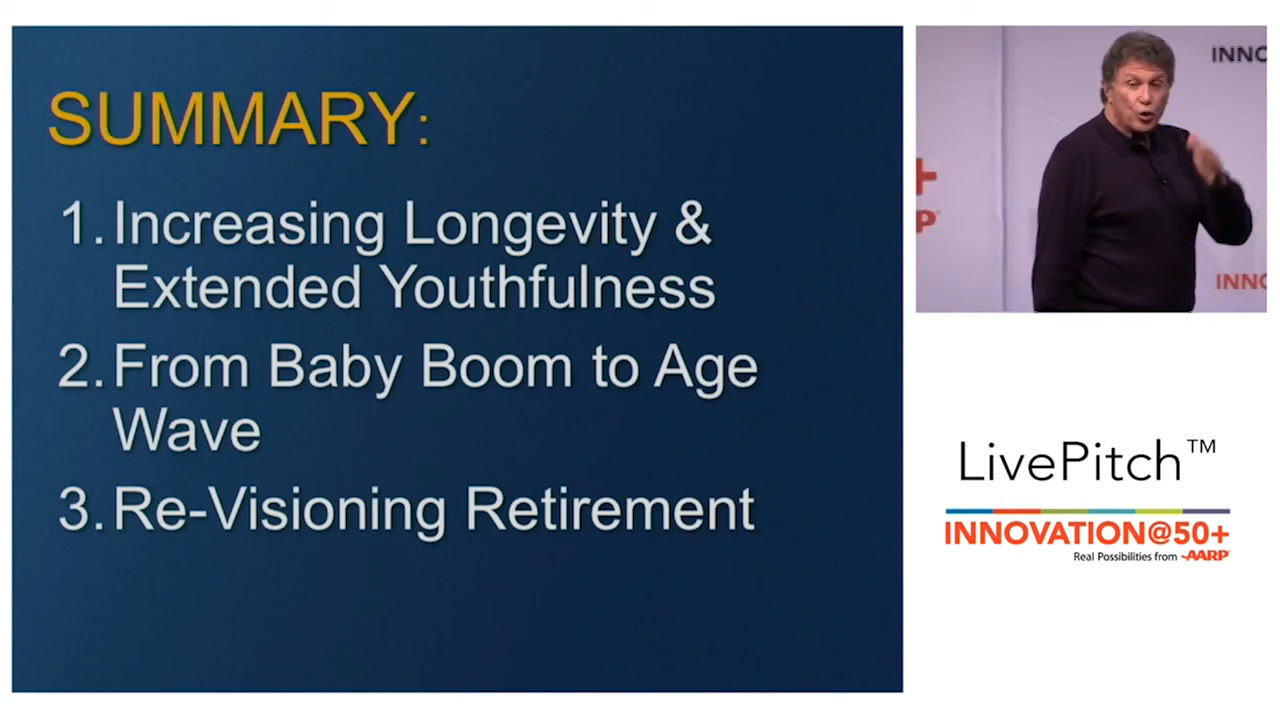 SUMMARY:
1. Increasing Longevity &
Extended Youthfulness
2. From Baby Boom to Age
Wave
3. Re-Visioning Retirement
INNO
+
P
INNO
LivePitch™
INNOVATION@50+
Real Possibilities from AARP